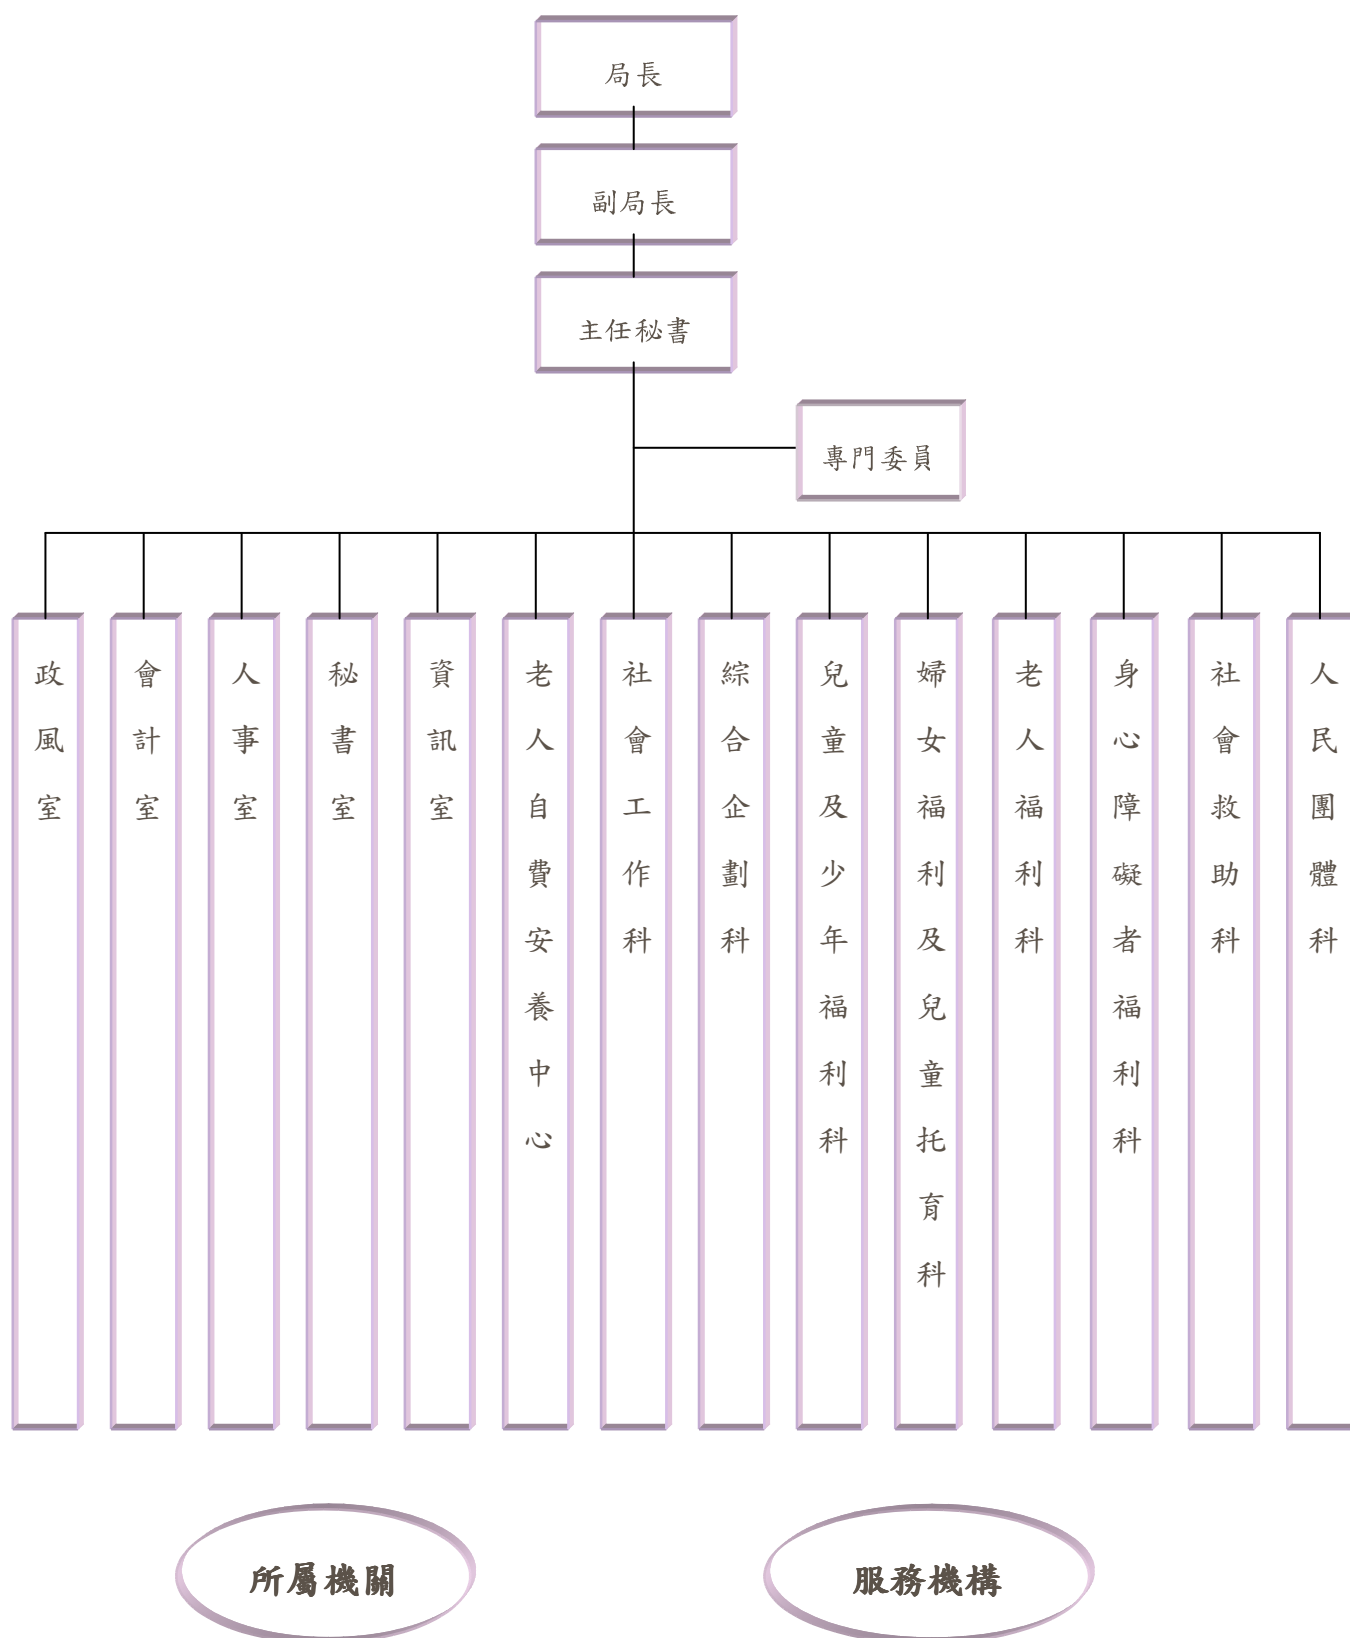 局長
副局長
主任秘書
專門委員
政風室
會計室
人事室
秘書室
資訊室
老人自費安養中心
社會工作科
綜合企劃科
兒童及少年福利科
婦女福利及兒童托育科
老人福利科
身心障礙者福利科
社會救助科
人民團體科
所屬機關
服務機構